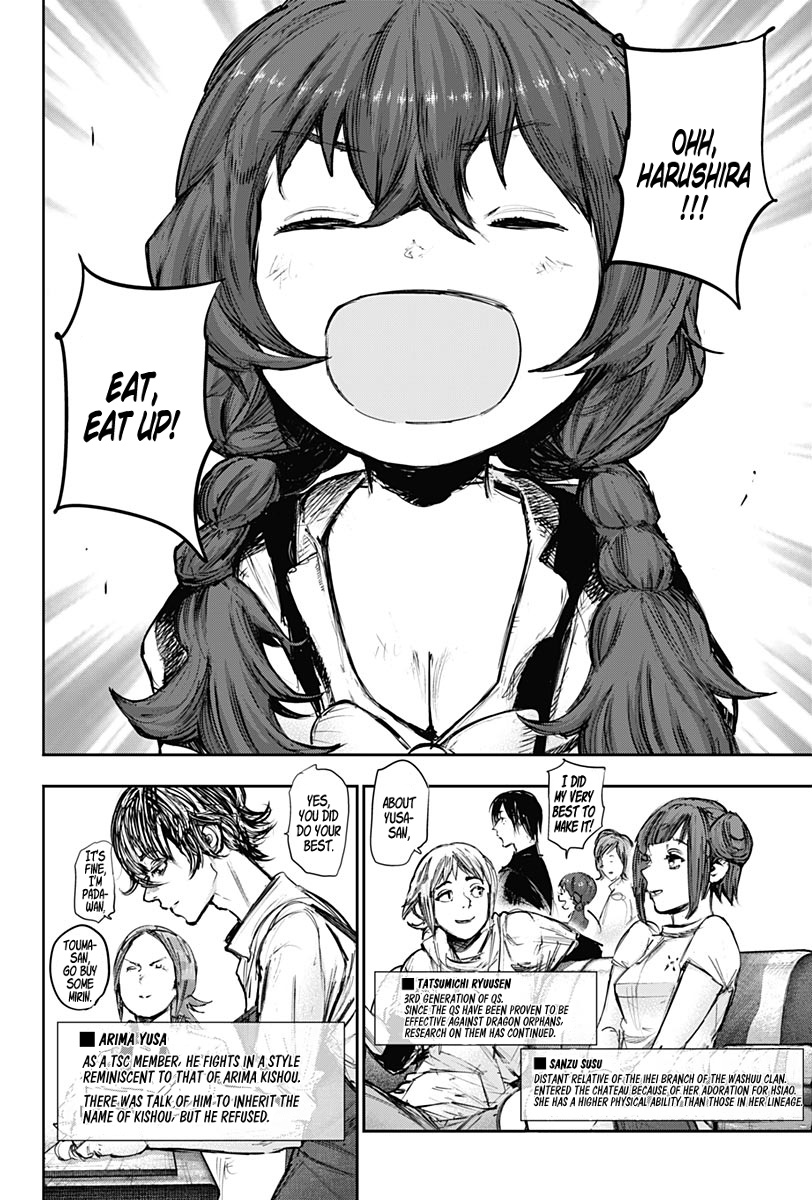 OHH,
HARUSHIRA
!!!
EAT,
EAT UP!
I DID
MY VERY
BEST TO
MAKE IT!
ABOUT
YUSA-
SAN,
■ TATSUMICHI RYUUSEN
3RD GENERATION OF QS.
SINCE THE QS HAVE BEEN PROVEN TO BE
EFFECTIVE AGAINST DRAGON ORPHANS,
RESEARCH ON THEM HAS CONTINUED.
■ SANZU SUSU
DISTANT RELATIVE OF THE IHEI BRANCH OF THE WASHUU CLAN.
ENTERED THE CHATEAU BECAUSE OF HER ADORATION FOR HSIAO.
SHE HAS A HIGHER PHYSICAL ABILITY THAN THOSE IN HER LINEAGE.
YES,
YOU DID
DO YOUR
BEST.
IT'S
FINE,
I'M
PADA-
WAN.
TOUMA-
SAN,
GO BUY
SOME
MIRIN.
■ ARIMA YUSA
AS A TSC MEMBER, HE FIGHTS IN A STYLE
REMINISCENT TO THAT OF ARIMA KISHOU.
THERE WAS TALK OF HIM TO INHERIT THE
NAME OF KISHOU, BUT HE REFUSED.